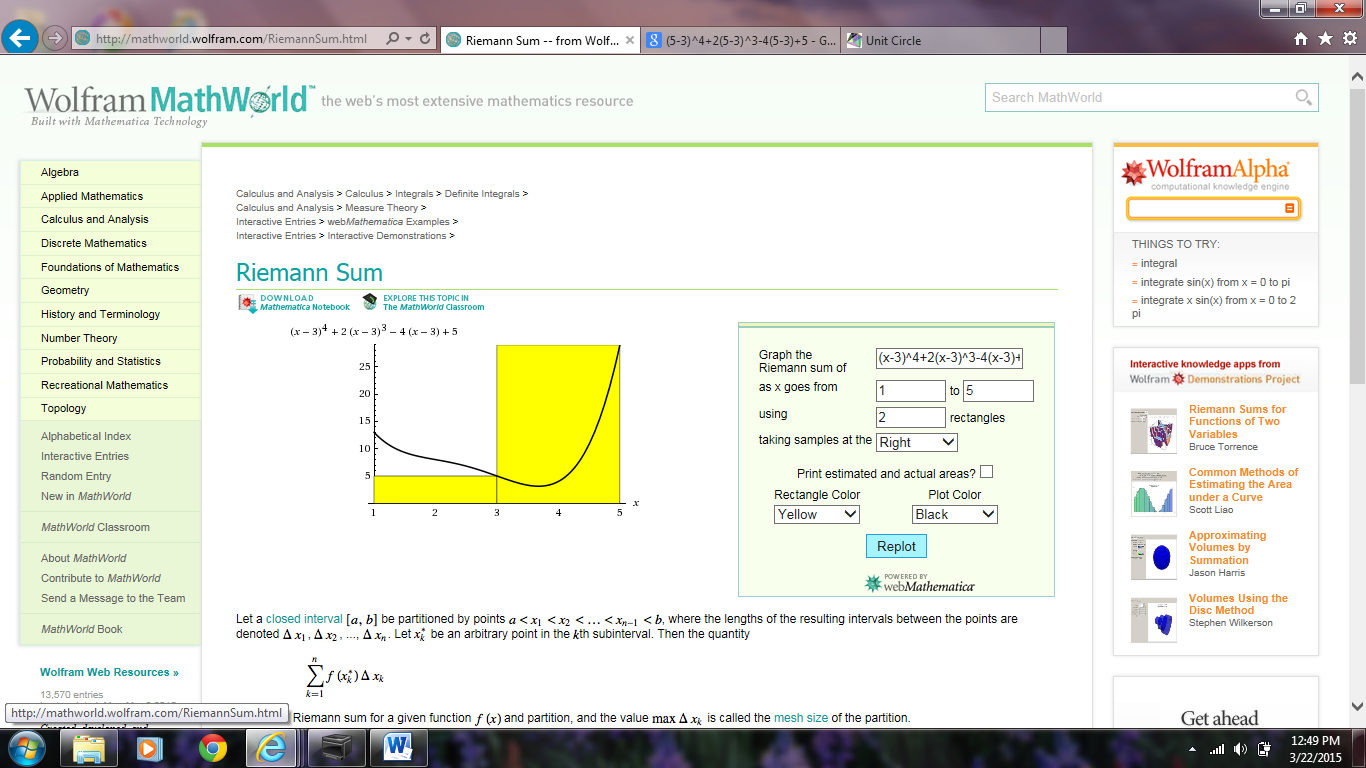 http://mathworld.wolfram.com/RiemannSum.html
Riemann Sum -- from Wolf...
(5-3)^4+2(5-3)^3-4(5-3)+5 - G...
Unit Circle
Wolfram MathWorld™ the web's most extensive mathematics resource
Built with Mathematica Technology
Search MathWorld
Algebra
Applied Mathematics
Calculus and Analysis
Discrete Mathematics
Foundations of Mathematics
Geometry
History and Terminology
Number Theory
Probability and Statistics
Recreational Mathematics
Topology
Alphabetical Index
Interactive Entries
Random Entry
New in MathWorld
MathWorld Classroom
About MathWorld
Contribute to MathWorld
Send a Message to the Team
MathWorld Book
Wolfram Web Resources »
13,570 entries
Calculus and Analysis > Calculus > Integrals > Definite Integrals >
Calculus and Analysis > Measure Theory >
Interactive Entries > webMathematica Examples >
Interactive Entries > Interactive Demonstrations >
Riemann Sum
DOWNLOAD
Mathematica Notebook
EXPLORE THIS TOPIC IN
The MathWorld Classroom
(x − 3)^4 + 2 (x − 3)^3 − 4 (x − 3) + 5
25
20
15
10
5
1 2 3 4 5 x
Graph the
Riemann sum of (x-3)^4+2(x-3)^3-4(x-3)+
as x goes from 1 to 5
using 2 rectangles
taking samples at the Right
Print estimated and actual areas?
Rectangle Color Plot Color
Yellow Black
Replot
POWERED BY
webMathematica
Let a closed interval [a, b] be partitioned by points a < x₁ < x₂ < … < xₙ₋₁ < b, where the lengths of the resulting intervals between the points are
denoted Δ x₁, Δ x₂, ..., Δ xₙ. Let x*ₖ be an arbitrary point in the kth subinterval. Then the quantity
n
∑ f (x*ₖ) Δ xₖ
k=1
Riemann sum for a given function f (x) and partition, and the value max Δ xₖ is called the mesh size of the partition.
http://mathworld.wolfram.com/RiemannSum.html
WolframAlpha
computational knowledge engine
THINGS TO TRY:
= integral
= integrate sin(x) from x = 0 to pi
= integrate x sin(x) from x = 0 to 2
pi
Interactive knowledge apps from
Wolfram Demonstrations Project
Riemann Sums for
Functions of Two
Variables
Bruce Torrence
Common Methods of
Estimating the Area
under a Curve
Scott Liao
Approximating
Volumes by
Summation
Jason Harris
Volumes Using the
Disc Method
Stephen Wilkerson
Get ahead
12:49 PM
3/22/2015